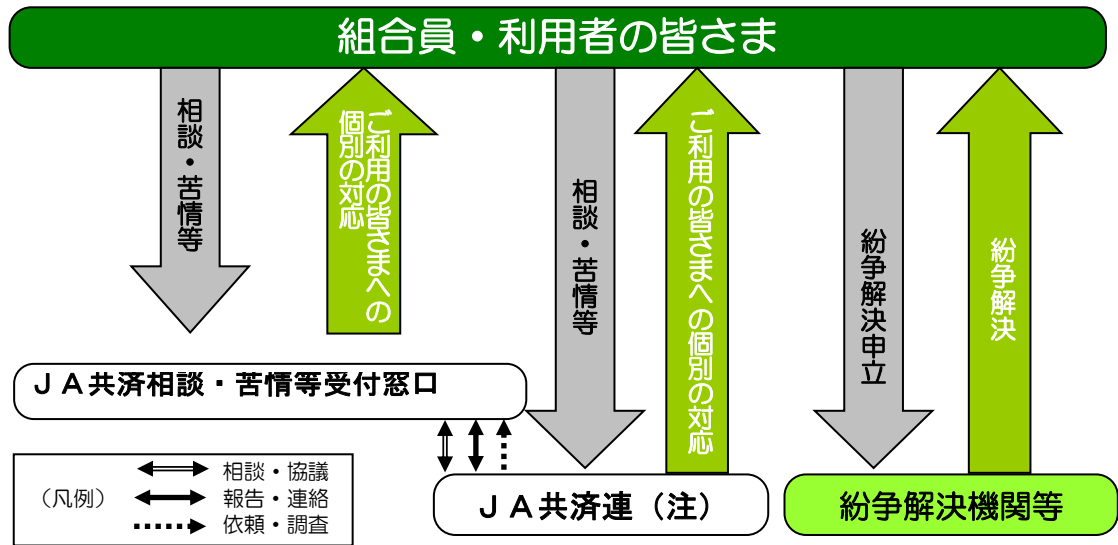 組合員・利用者の皆さま
相談・苦情等
ご利用の皆さまへの
個別の対応
相談・苦情等
ご利用の皆さまへの個別の対応
紛争解決申立
紛争解決
ＪＡ共済相談・苦情等受付窓口
ＪＡ共済連（注）
紛争解決機関等
（凡例）
相談・協議
報告・連絡
依頼・調査